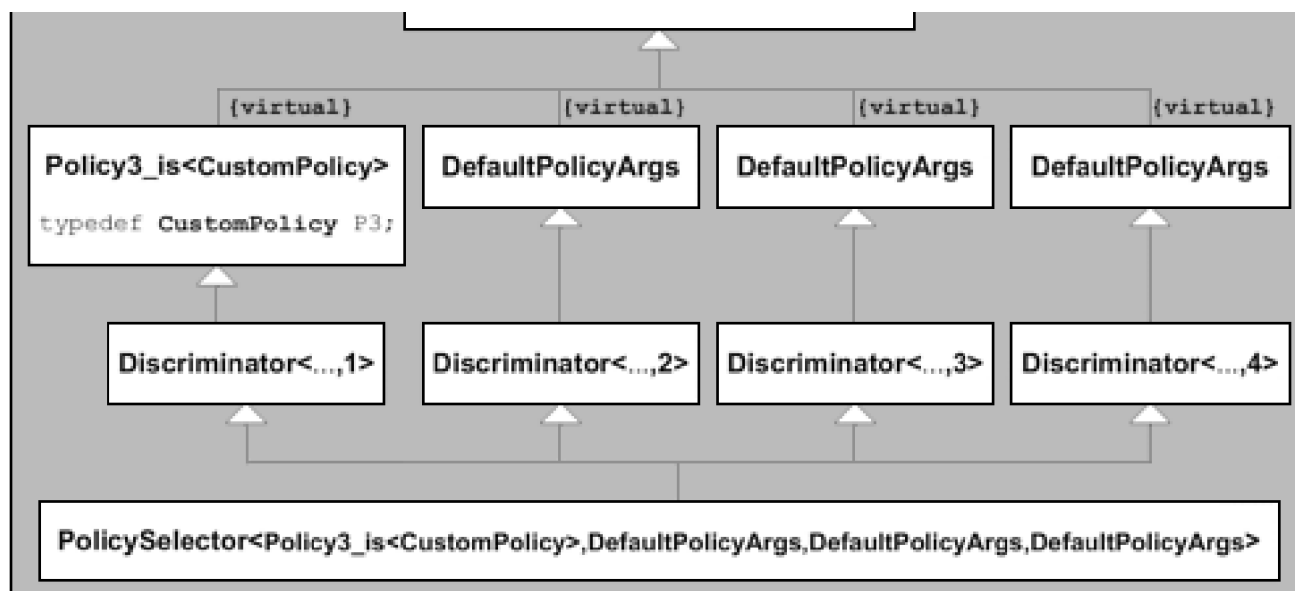 {virtual} {virtual} {virtual} {virtual}
Policy3_is<CustomPolicy> DefaultPolicyArgs DefaultPolicyArgs DefaultPolicyArgs
typedef CustomPolicy P3;
Discriminator<...,1> Discriminator<...,2> Discriminator<...,3> Discriminator<...,4>
PolicySelector<Policy3_is<CustomPolicy>,DefaultPolicyArgs,DefaultPolicyArgs,DefaultPolicyArgs>